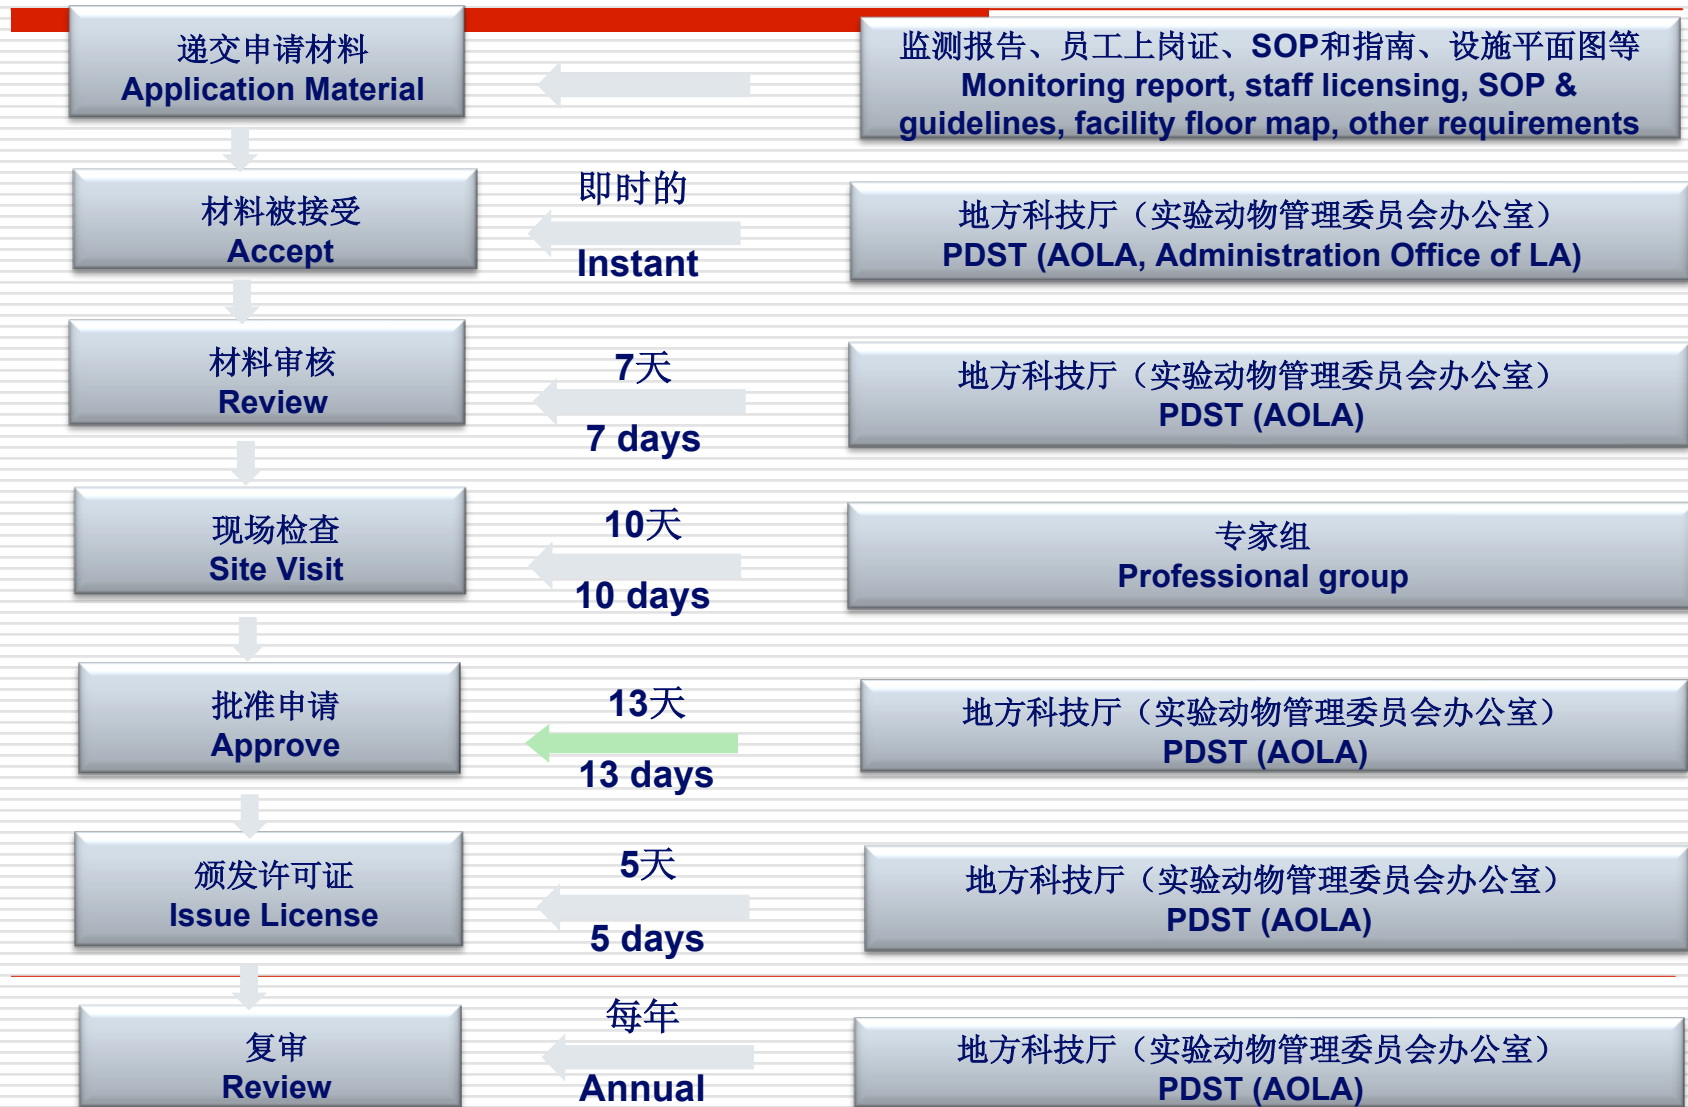 递交申请材料
Application Material
监测报告、员工上岗证、SOP和指南、设施平面图等
Monitoring report, staff licensing, SOP &
guidelines, facility floor map, other requirements
材料被接受
Accept
即时的
Instant
地方科技厅（实验动物管理委员会办公室）
PDST (AOLA, Administration Office of LA)
材料审核
Review
7天
7 days
地方科技厅（实验动物管理委员会办公室）
PDST (AOLA)
现场检查
Site Visit
10天
10 days
专家组
Professional group
批准申请
Approve
13天
13 days
地方科技厅（实验动物管理委员会办公室）
PDST (AOLA)
颁发许可证
Issue License
5天
5 days
地方科技厅（实验动物管理委员会办公室）
PDST (AOLA)
复审
Review
每年
Annual
地方科技厅（实验动物管理委员会办公室）
PDST (AOLA)